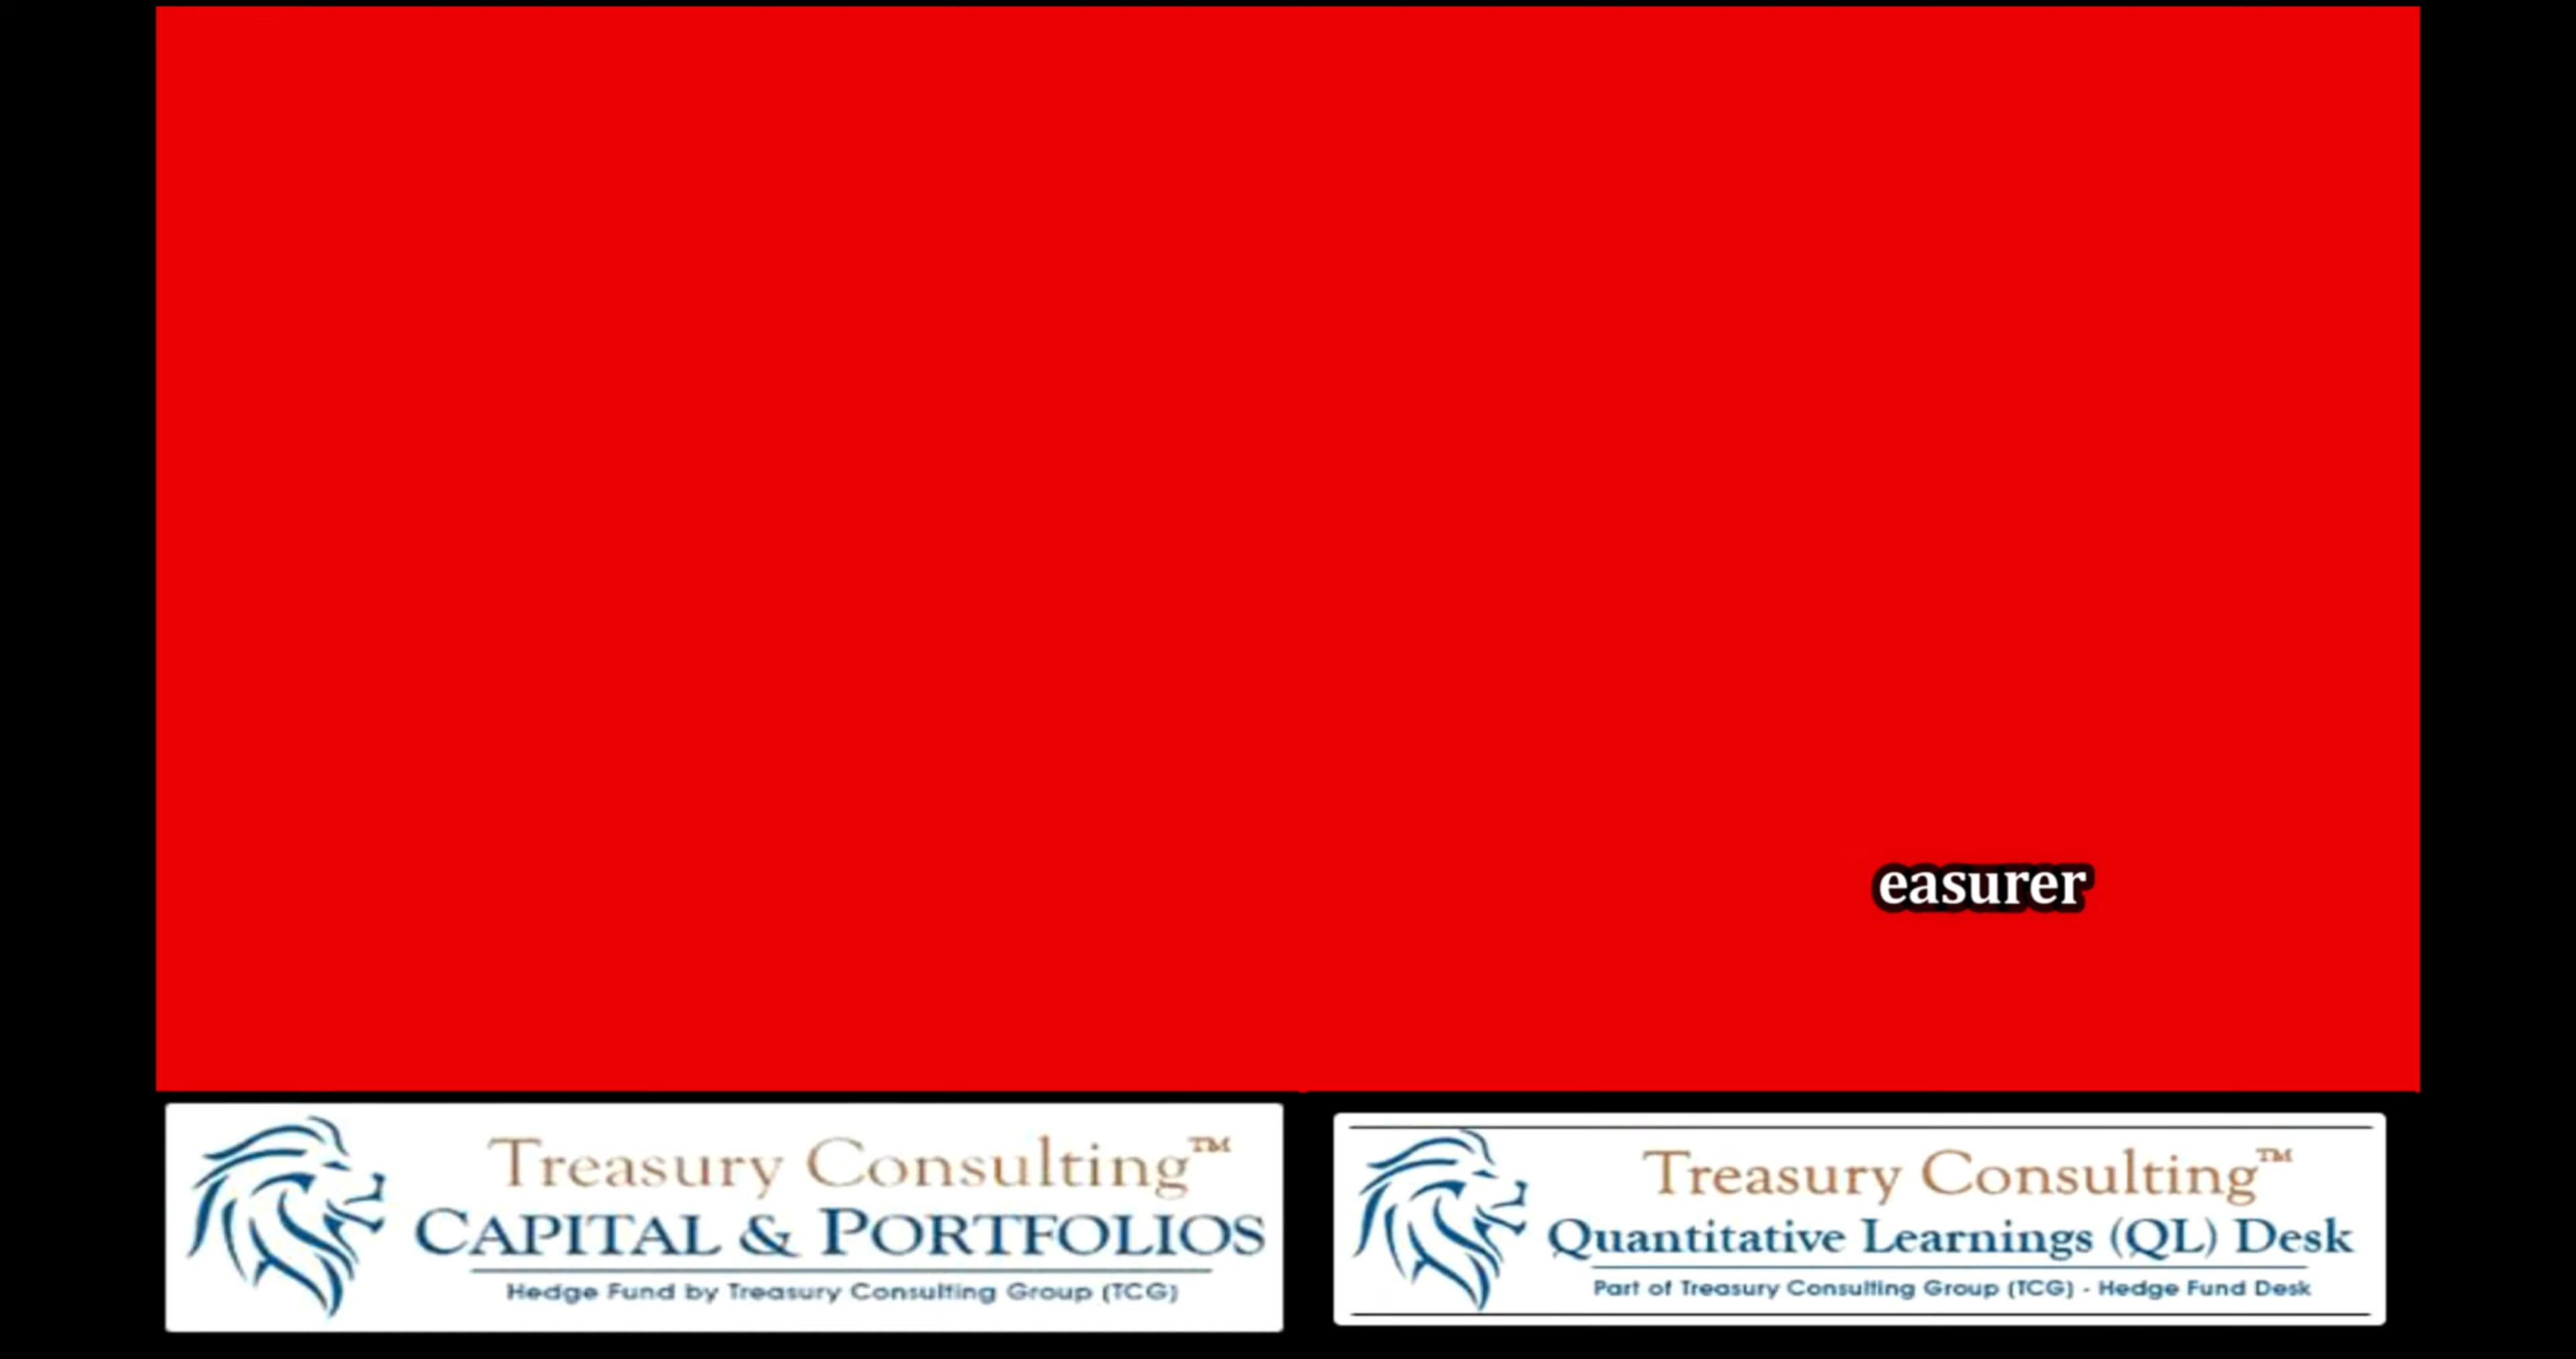 easurer
Treasury Consulting™
CAPITAL & PORTFOLIOS
Hedge Fund by Treasury Consulting Group (TCG)
Treasury Consulting™
Quantitative Learnings (QL) Desk
Part of Treasury Consulting Group (TCG) - Hedge Fund Desk